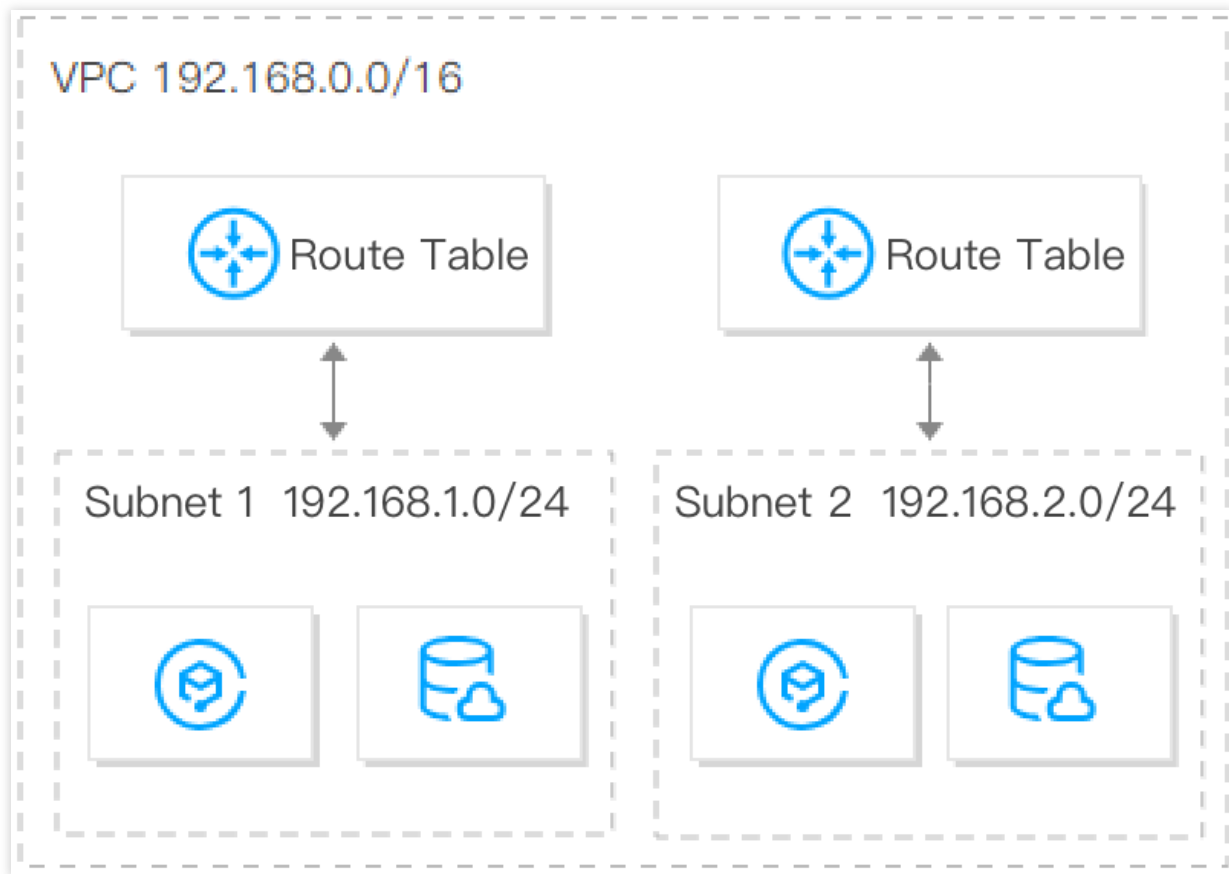 VPC 192.168.0.0/16
Route Table
Route Table
Subnet 1 192.168.1.0/24
Subnet 2 192.168.2.0/24